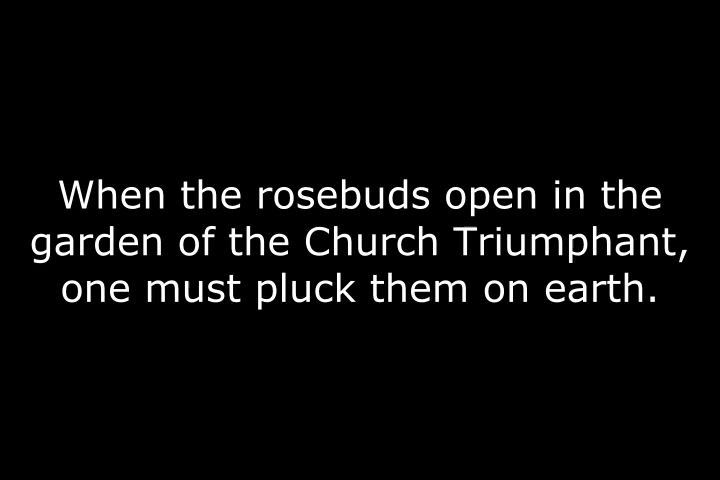 When the rosebuds open in the
garden of the Church Triumphant,
one must pluck them on earth.